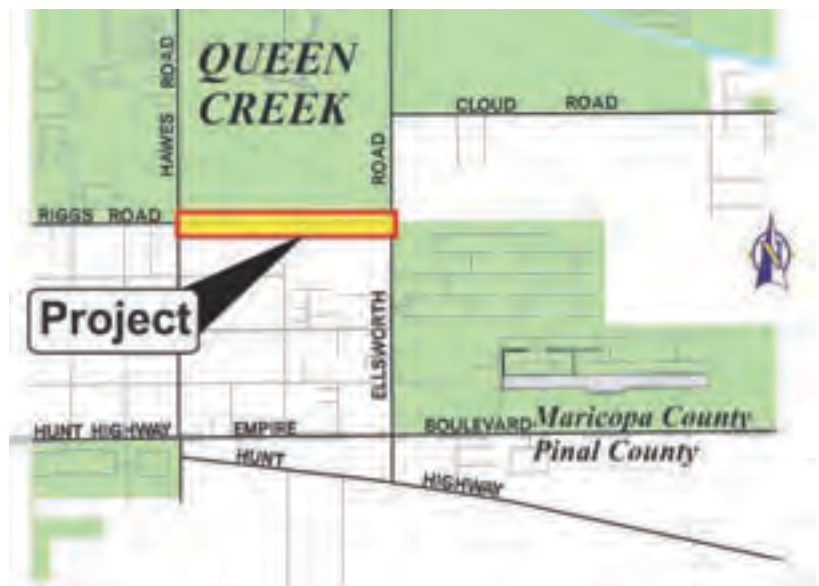 QUEEN
CREEK
HAWES ROAD
CLOUD ROAD
RIGGS ROAD
N
Project
ELLSWORTH ROAD
HUNT HIGHWAY EMPIRE BOULEVARD
Maricopa County
Pinal County
HUNT HIGHWAY